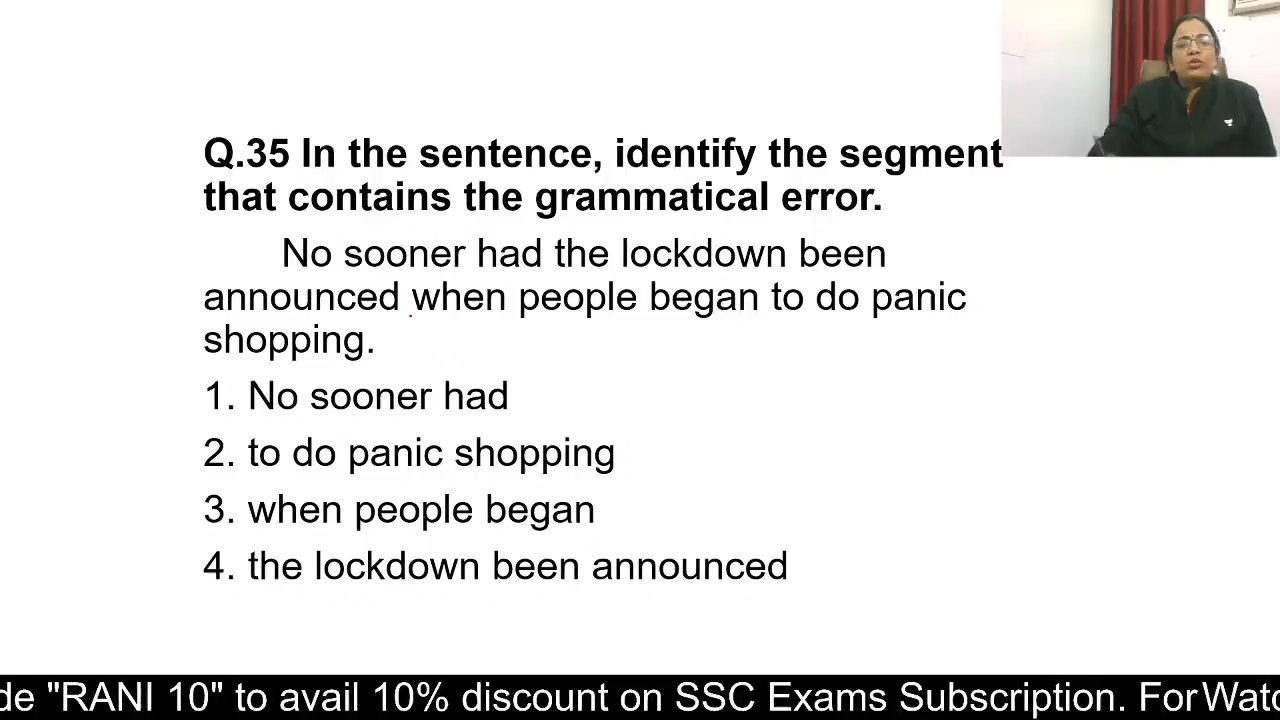 Q.35 In the sentence, identify the segment
that contains the grammatical error.
No sooner had the lockdown been
announced when people began to do panic
shopping.
1. No sooner had
2. to do panic shopping
3. when people began
4. the lockdown been announced
de "RANI 10" to avail 10% discount on SSC Exams Subscription. For Watc